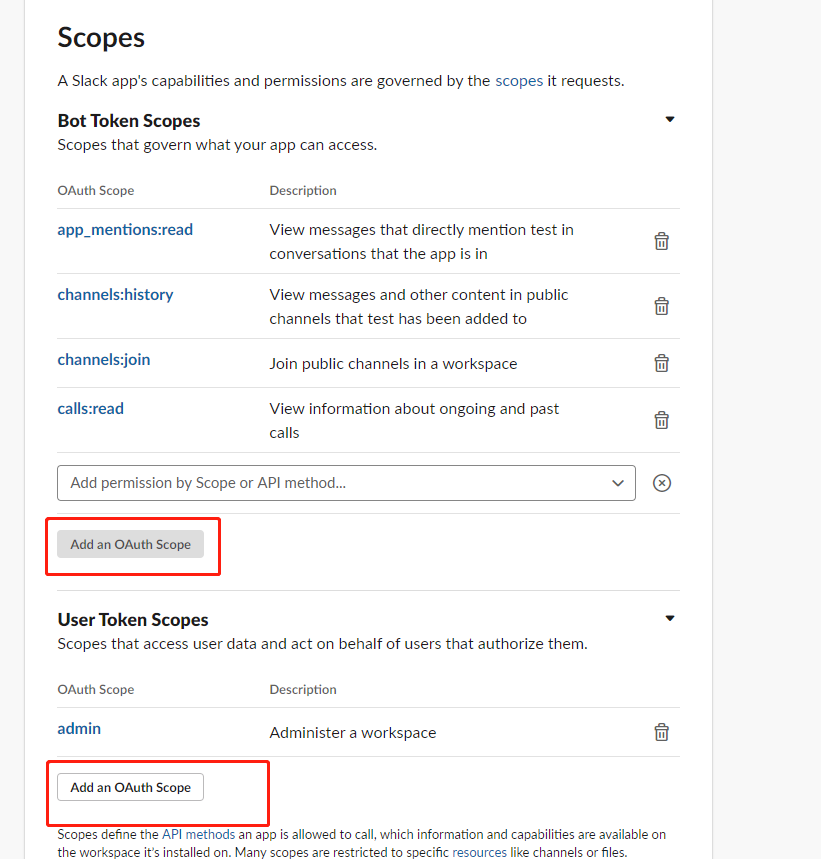 Scopes
A Slack app's capabilities and permissions are governed by the scopes it requests.
Bot Token Scopes
Scopes that govern what your app can access.
OAuth Scope Description
app_mentions:read View messages that directly mention test in
conversations that the app is in
channels:history View messages and other content in public
channels that test has been added to
channels:join Join public channels in a workspace
calls:read View information about ongoing and past
calls
Add permission by Scope or API method...
Add an OAuth Scope
User Token Scopes
Scopes that access user data and act on behalf of users that authorize them.
OAuth Scope Description
admin Administer a workspace
Add an OAuth Scope
Scopes define the API methods an app is allowed to call, which information and capabilities are available on
the workspace it's installed on. Many scopes are restricted to specific resources like channels or files.